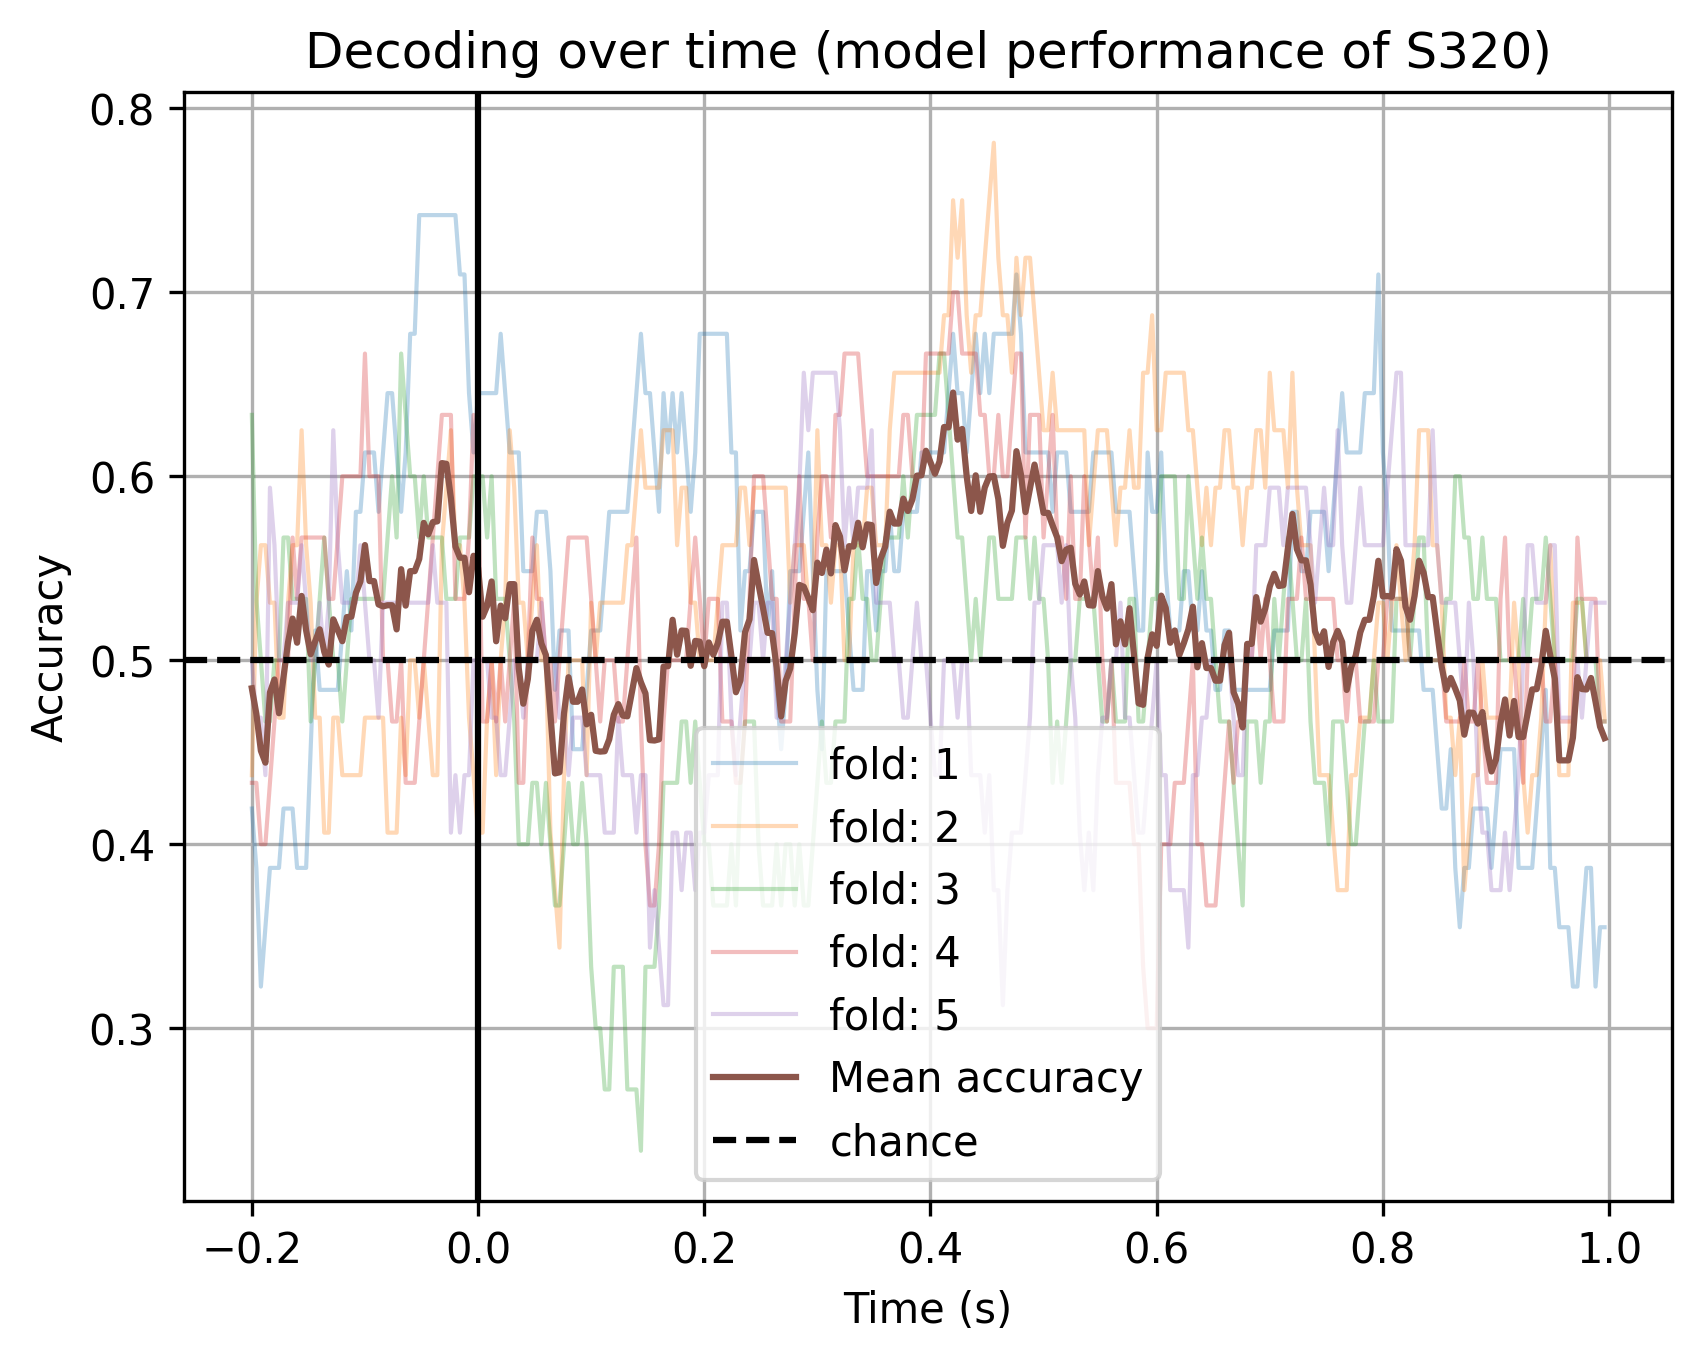 Decoding over time (model performance of S320)
0.8
0.7
0.6
0.5
0.4
0.3
Accuracy
fold: 1
fold: 2
fold: 3
fold: 4
fold: 5
Mean accuracy
chance
−0.2 0.0 0.2 0.4 0.6 0.8 1.0
Time (s)